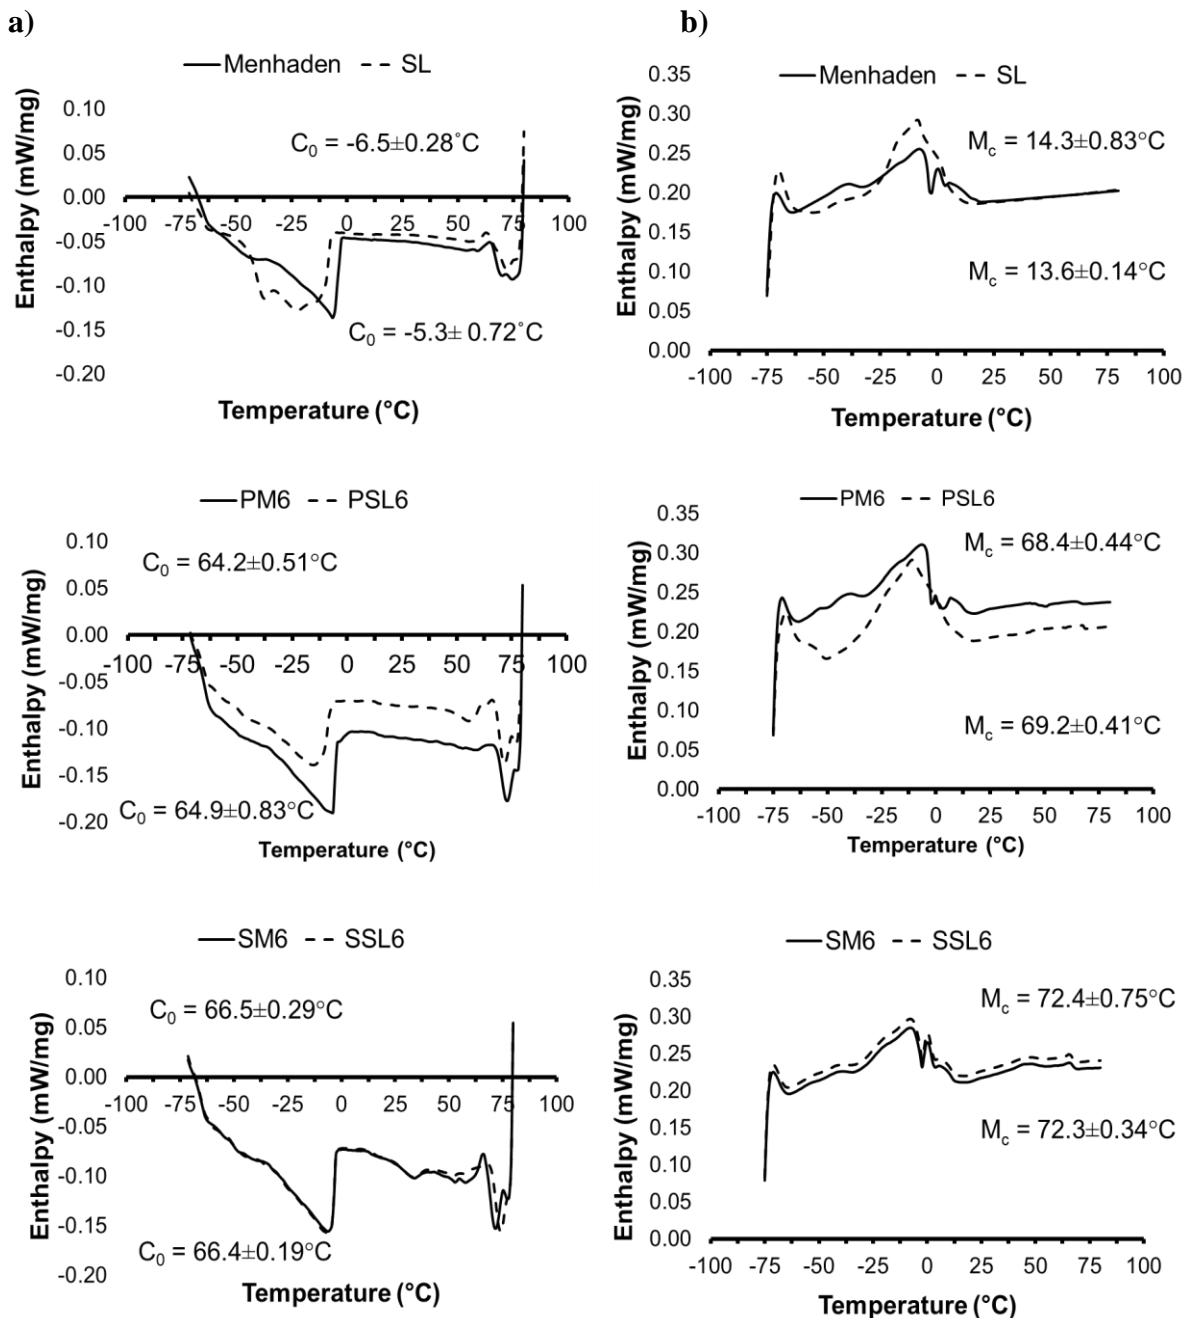 a)
Menhaden SL
Enthalpy (mW/mg)
0.10
0.05
0.00
-0.05
-0.10
-0.15
-0.20
-100 -75 -50 -25 0 25 50 75 100
C0 = -6.5±0.28˚C
C0 = -5.3± 0.72˚C
Temperature (°C)
b)
Menhaden SL
Enthalpy (mW/mg)
0.35
0.30
0.25
0.20
0.15
0.10
0.05
0.00
-100 -75 -50 -25 0 25 50 75 100
Mc = 14.3±0.83°C
Mc = 13.6±0.14°C
Temperature (°C)
PM6 PSL6
Enthalpy (mW/mg)
0.10
0.05
0.00
-0.05
-0.10
-0.15
-0.20
-100 -75 -50 -25 0 25 50 75 100
C0 = 64.2±0.51°C
C0 = 64.9±0.83°C
Temperature (°C)
PM6 PSL6
Enthalpy (mW/mg)
0.35
0.30
0.25
0.20
0.15
0.10
0.05
0.00
-100 -75 -50 -25 0 25 50 75 100
Mc = 68.4±0.44°C
Mc = 69.2±0.41°C
Temperature (°C)
SM6 SSL6
Enthalpy (mW/mg)
0.10
0.05
0.00
-0.05
-0.10
-0.15
-0.20
-100 -75 -50 -25 0 25 50 75 100
C0 = 66.5±0.29°C
C0 = 66.4±0.19°C
Temperature (°C)
SM6 SSL6
Enthalpy (mW/mg)
0.35
0.30
0.25
0.20
0.15
0.10
0.05
0.00
-100 -75 -50 -25 0 25 50 75 100
Mc = 72.4±0.75°C
Mc = 72.3±0.34°C
Temperature (°C)